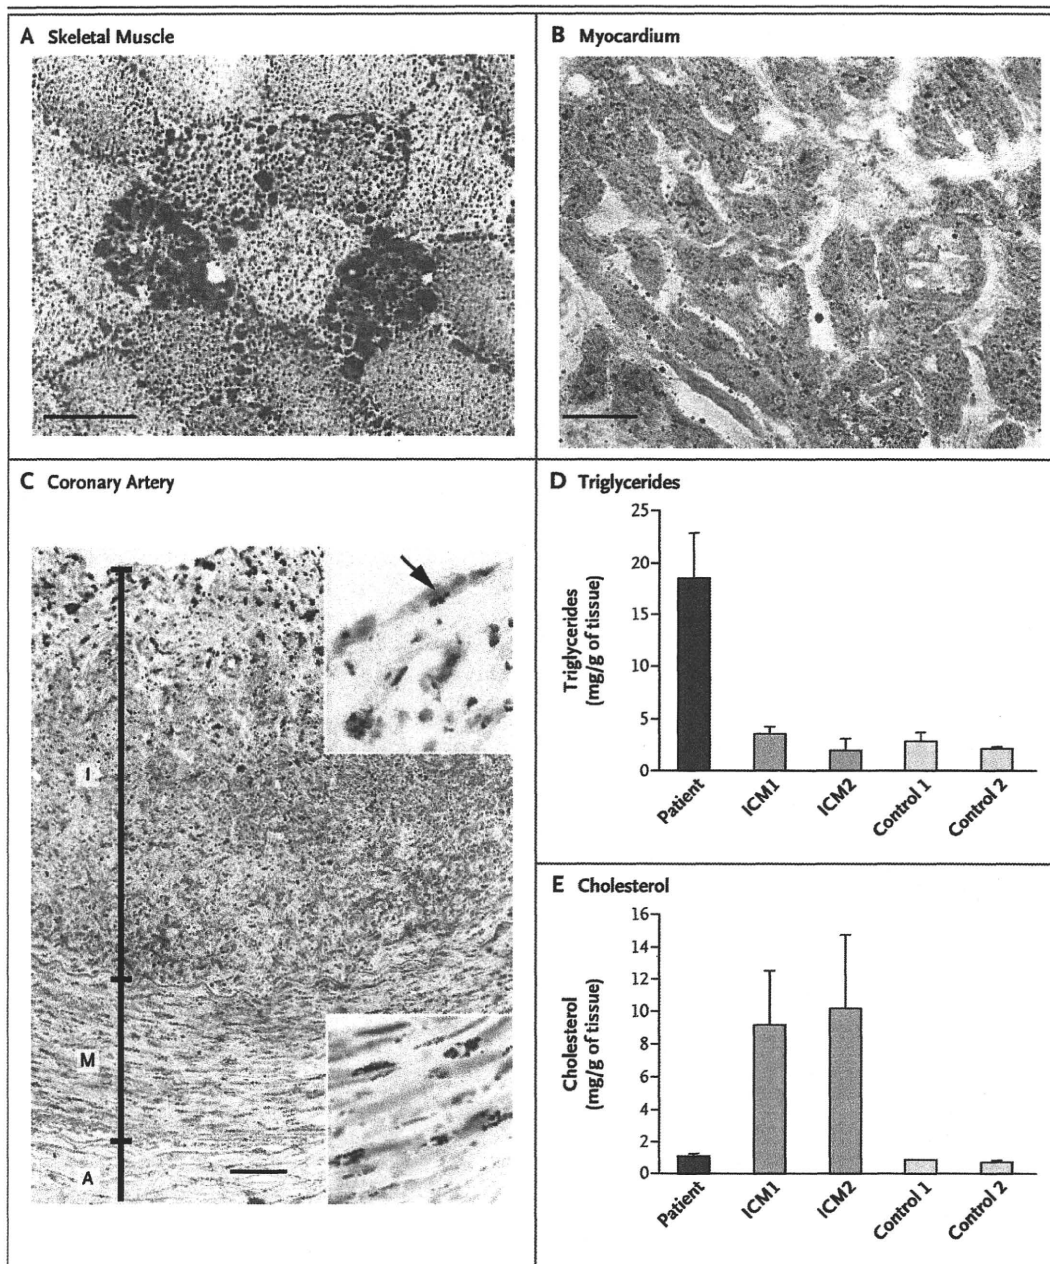 A Skeletal Muscle
B Myocardium
C Coronary Artery
I
M
A
D Triglycerides
Triglycerides
(mg/g of tissue)
25
20
15
10
5
0
Patient
ICM1
ICM2
Control 1
Control 2
E Cholesterol
Cholesterol
(mg/g of tissue)
16
14
12
10
8
6
4
2
0
Patient
ICM1
ICM2
Control 1
Control 2